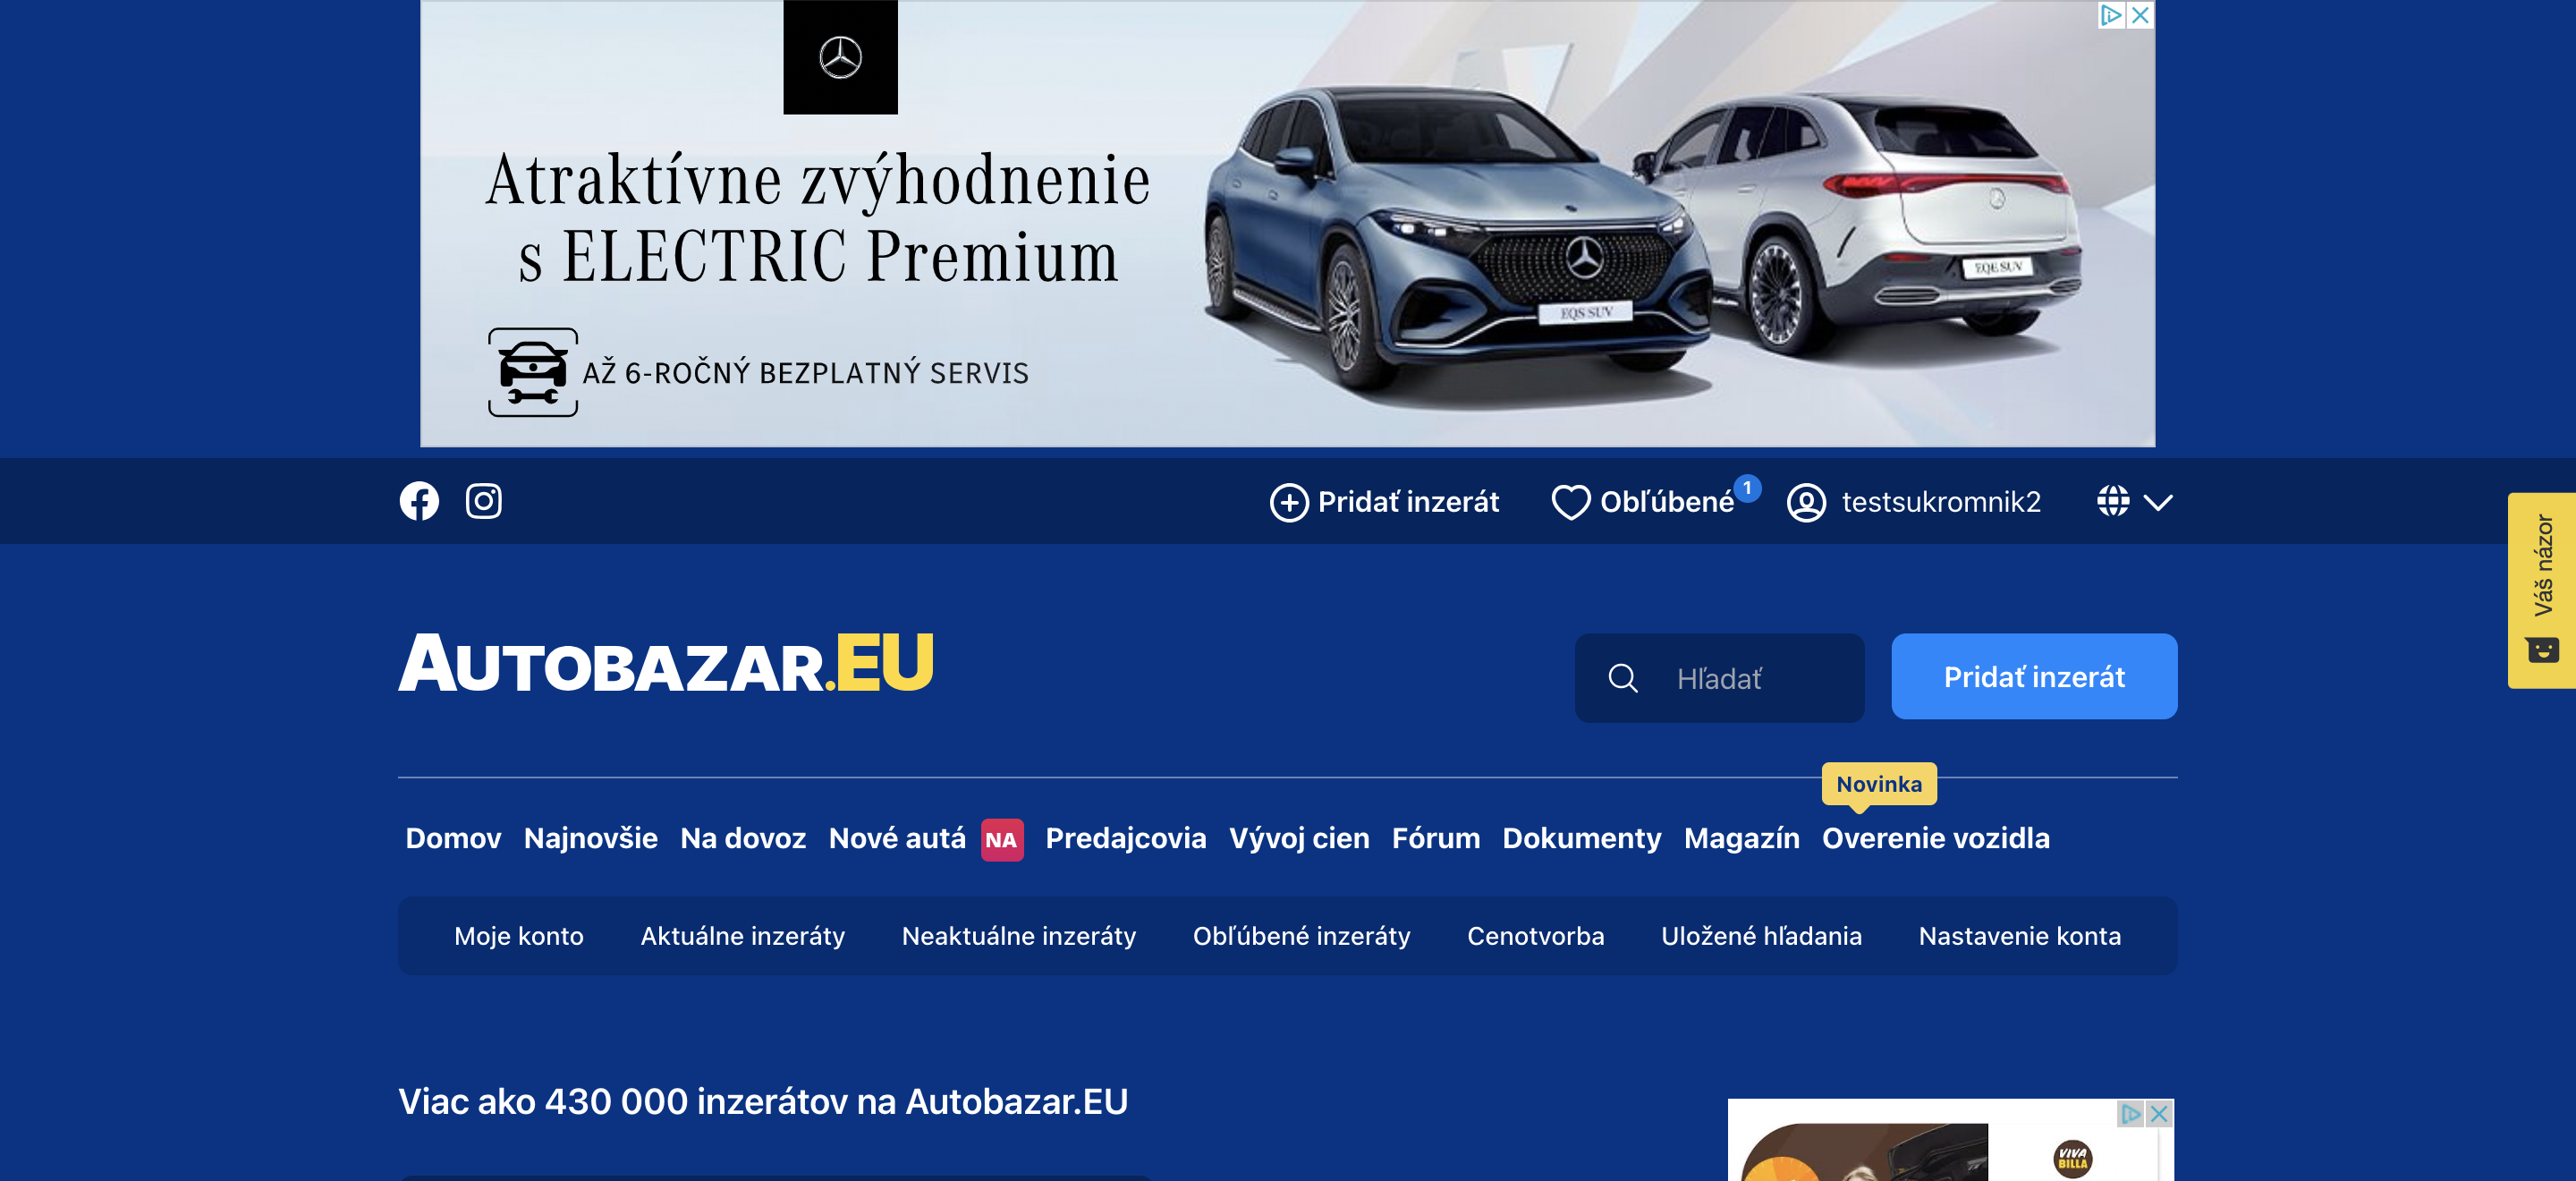 Atraktívne zvýhodnenie
s ELECTRIC Premium
AŽ 6-ROČNÝ BEZPLATNÝ SERVIS
EQS SUV
EQE SUV
Pridať inzerát
Obľúbené
1
testsukromnik2
Váš názor
AUTOBAZAR.EU
Hľadať
Pridať inzerát
Novinka
Domov
Najnovšie
Na dovoz
Nové autá
NA
Predajcovia
Vývoj cien
Fórum
Dokumenty
Magazín
Overenie vozidla
Moje konto
Aktuálne inzeráty
Neaktuálne inzeráty
Obľúbené inzeráty
Cenotvorba
Uložené hľadania
Nastavenie konta
Viac ako 430 000 inzerátov na Autobazar.EU
VIVA
BILLA